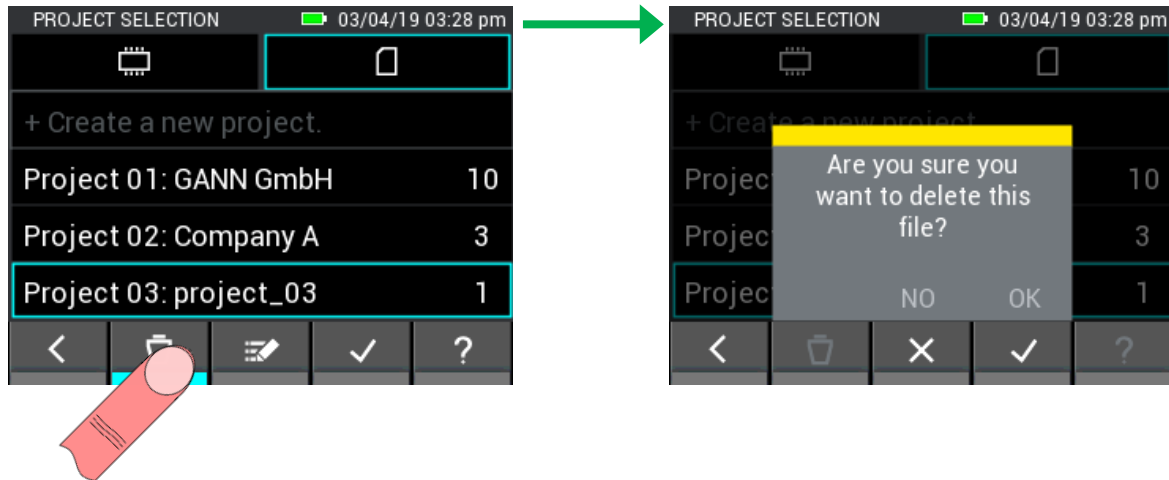 PROJECT SELECTION 03/04/19 03:28 pm
+ Create a new project.
Project 01: GANN GmbH 10
Project 02: Company A 3
Project 03: project_03 1
?
PROJECT SELECTION 03/04/19 03:28 pm
+ Create a new project.
Are you sure you
want to delete this
file?
Projec 10
Projec 3
Projec 1
NO OK
?